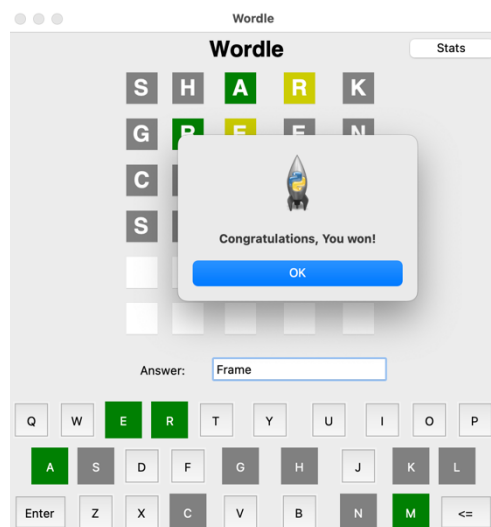 Wordle
Wordle
Stats
S H A R K
G R E E N
C
S
Congratulations, You won!
OK
Answer: Frame
Q W E R T Y U I O P
A S D F G H J K L
Enter Z X C V B N M <=